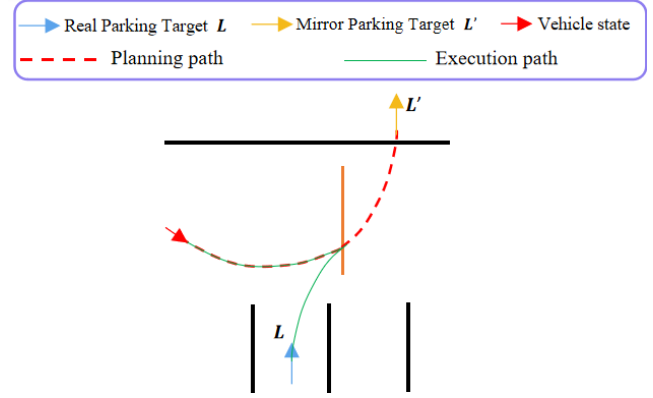 Real Parking Target L Mirror Parking Target L' Vehicle state
Planning path Execution path
L'
L